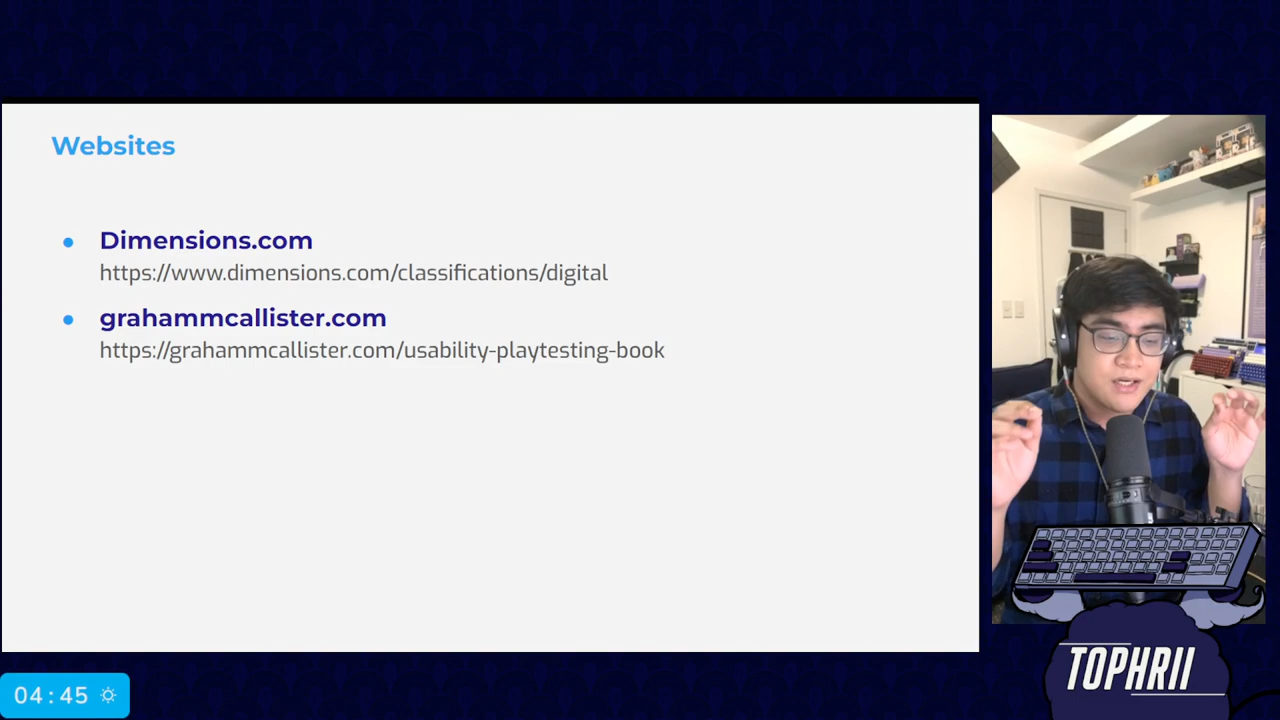 Websites
Dimensions.com
https://www.dimensions.com/classifications/digital
grahammcallister.com
https://grahammcallister.com/usability-playtesting-book
04:45
TOPHRII